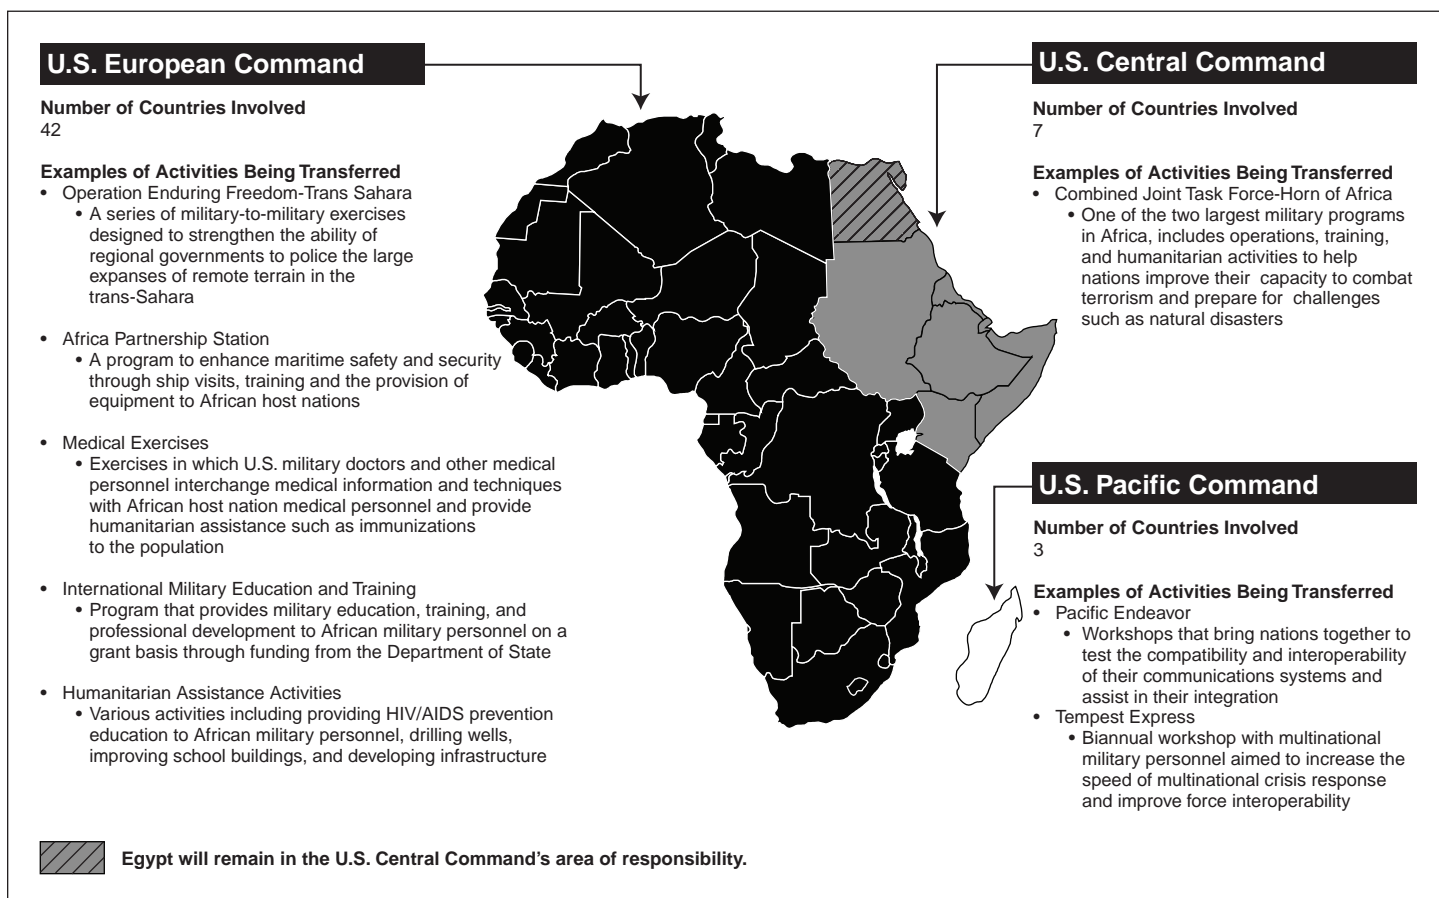 U.S. European Command
Number of Countries Involved
42
Examples of Activities Being Transferred
• Operation Enduring Freedom-Trans Sahara
• A series of military-to-military exercises
designed to strengthen the ability of
regional governments to police the large
expanses of remote terrain in the
trans-Sahara
• Africa Partnership Station
• A program to enhance maritime safety and security
through ship visits, training and the provision of
equipment to African host nations
• Medical Exercises
• Exercises in which U.S. military doctors and other medical
personnel interchange medical information and techniques
with African host nation medical personnel and provide
humanitarian assistance such as immunizations
to the population
• International Military Education and Training
• Program that provides military education, training, and
professional development to African military personnel on a
grant basis through funding from the Department of State
• Humanitarian Assistance Activities
• Various activities including providing HIV/AIDS prevention
education to African military personnel, drilling wells,
improving school buildings, and developing infrastructure
U.S. Central Command
Number of Countries Involved
7
Examples of Activities Being Transferred
• Combined Joint Task Force-Horn of Africa
• One of the two largest military programs
in Africa, includes operations, training,
and humanitarian activities to help
nations improve their capacity to combat
terrorism and prepare for challenges
such as natural disasters
U.S. Pacific Command
Number of Countries Involved
3
Examples of Activities Being Transferred
• Pacific Endeavor
• Workshops that bring nations together to
test the compatibility and interoperability
of their communications systems and
assist in their integration
• Tempest Express
• Biannual workshop with multinational
military personnel aimed to increase the
speed of multinational crisis response
and improve force interoperability
Egypt will remain in the U.S. Central Command's area of responsibility.